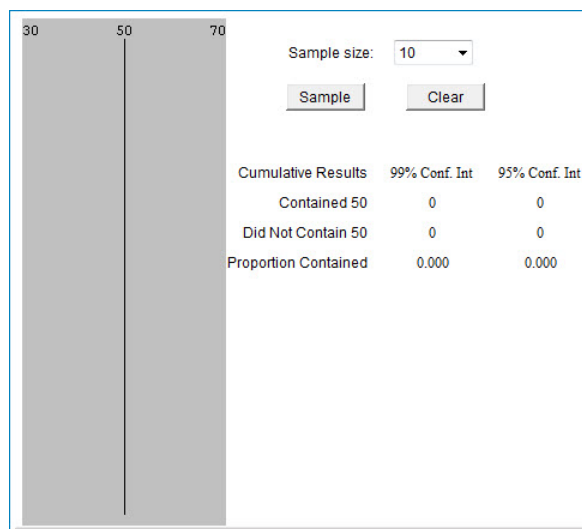 30 50 70
Sample size: 10
Sample Clear
Cumulative Results 99% Conf. Int 95% Conf. Int
Contained 50 0 0
Did Not Contain 50 0 0
Proportion Contained 0.000 0.000